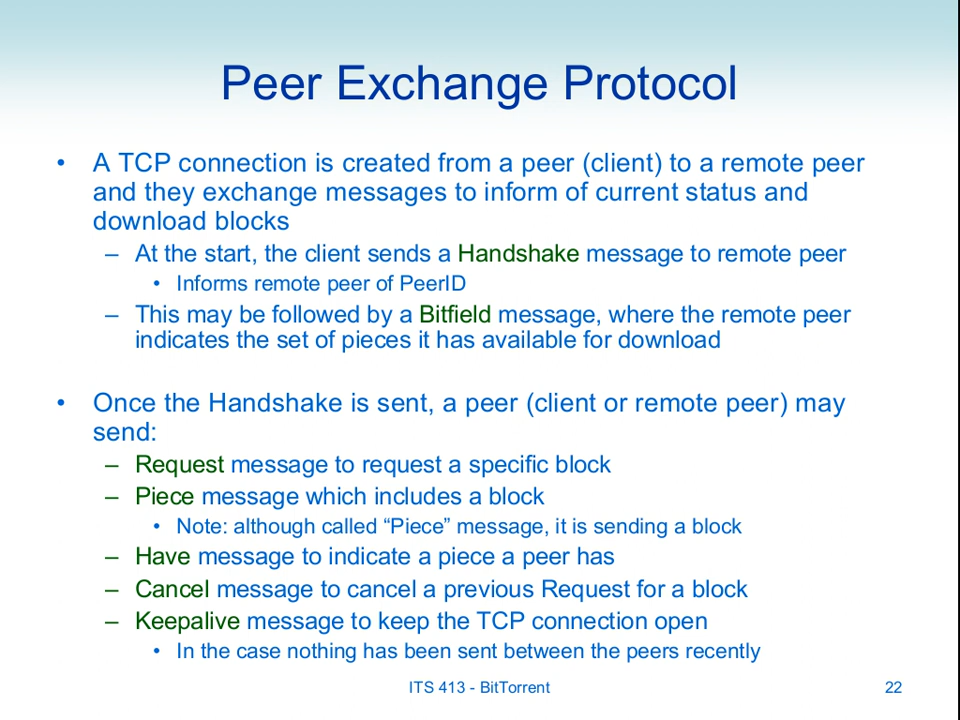 Peer Exchange Protocol
• A TCP connection is created from a peer (client) to a remote peer
and they exchange messages to inform of current status and
download blocks
– At the start, the client sends a Handshake message to remote peer
• Informs remote peer of PeerID
– This may be followed by a Bitfield message, where the remote peer
indicates the set of pieces it has available for download
• Once the Handshake is sent, a peer (client or remote peer) may
send:
– Request message to request a specific block
– Piece message which includes a block
• Note: although called “Piece” message, it is sending a block
– Have message to indicate a piece a peer has
– Cancel message to cancel a previous Request for a block
– Keepalive message to keep the TCP connection open
• In the case nothing has been sent between the peers recently
ITS 413 - BitTorrent
22